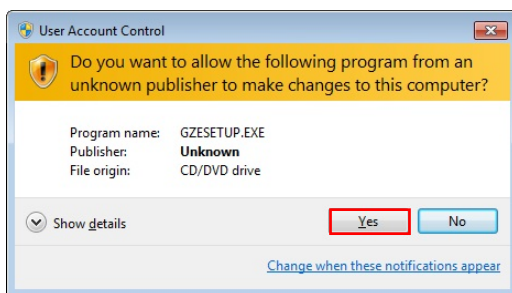 User Account Control
Do you want to allow the following program from an
unknown publisher to make changes to this computer?
Program name: GZESETUP.EXE
Publisher: Unknown
File origin: CD/DVD drive
Show details Yes No
Change when these notifications appear